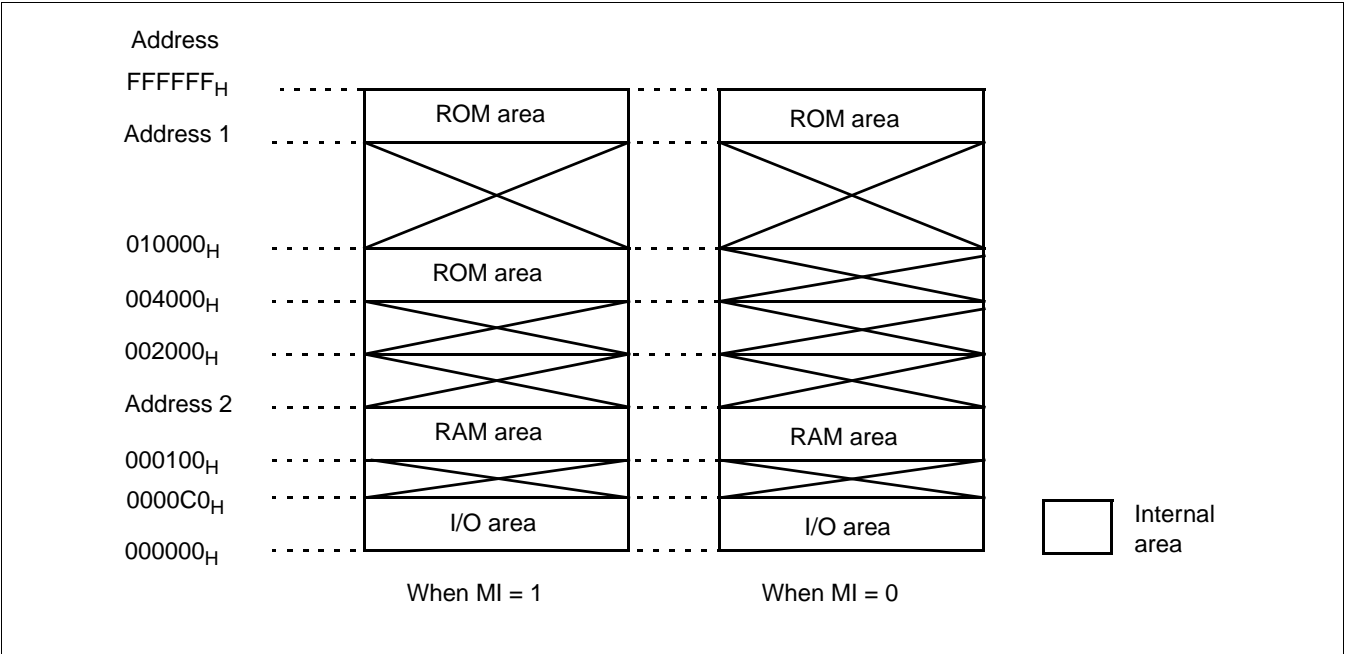 Address
FFFFFFH
ROM area
ROM area
Address 1
010000H
ROM area
004000H
002000H
Address 2
RAM area
RAM area
000100H
0000C0H
I/O area
I/O area
000000H
Internal
area
When MI = 1
When MI = 0